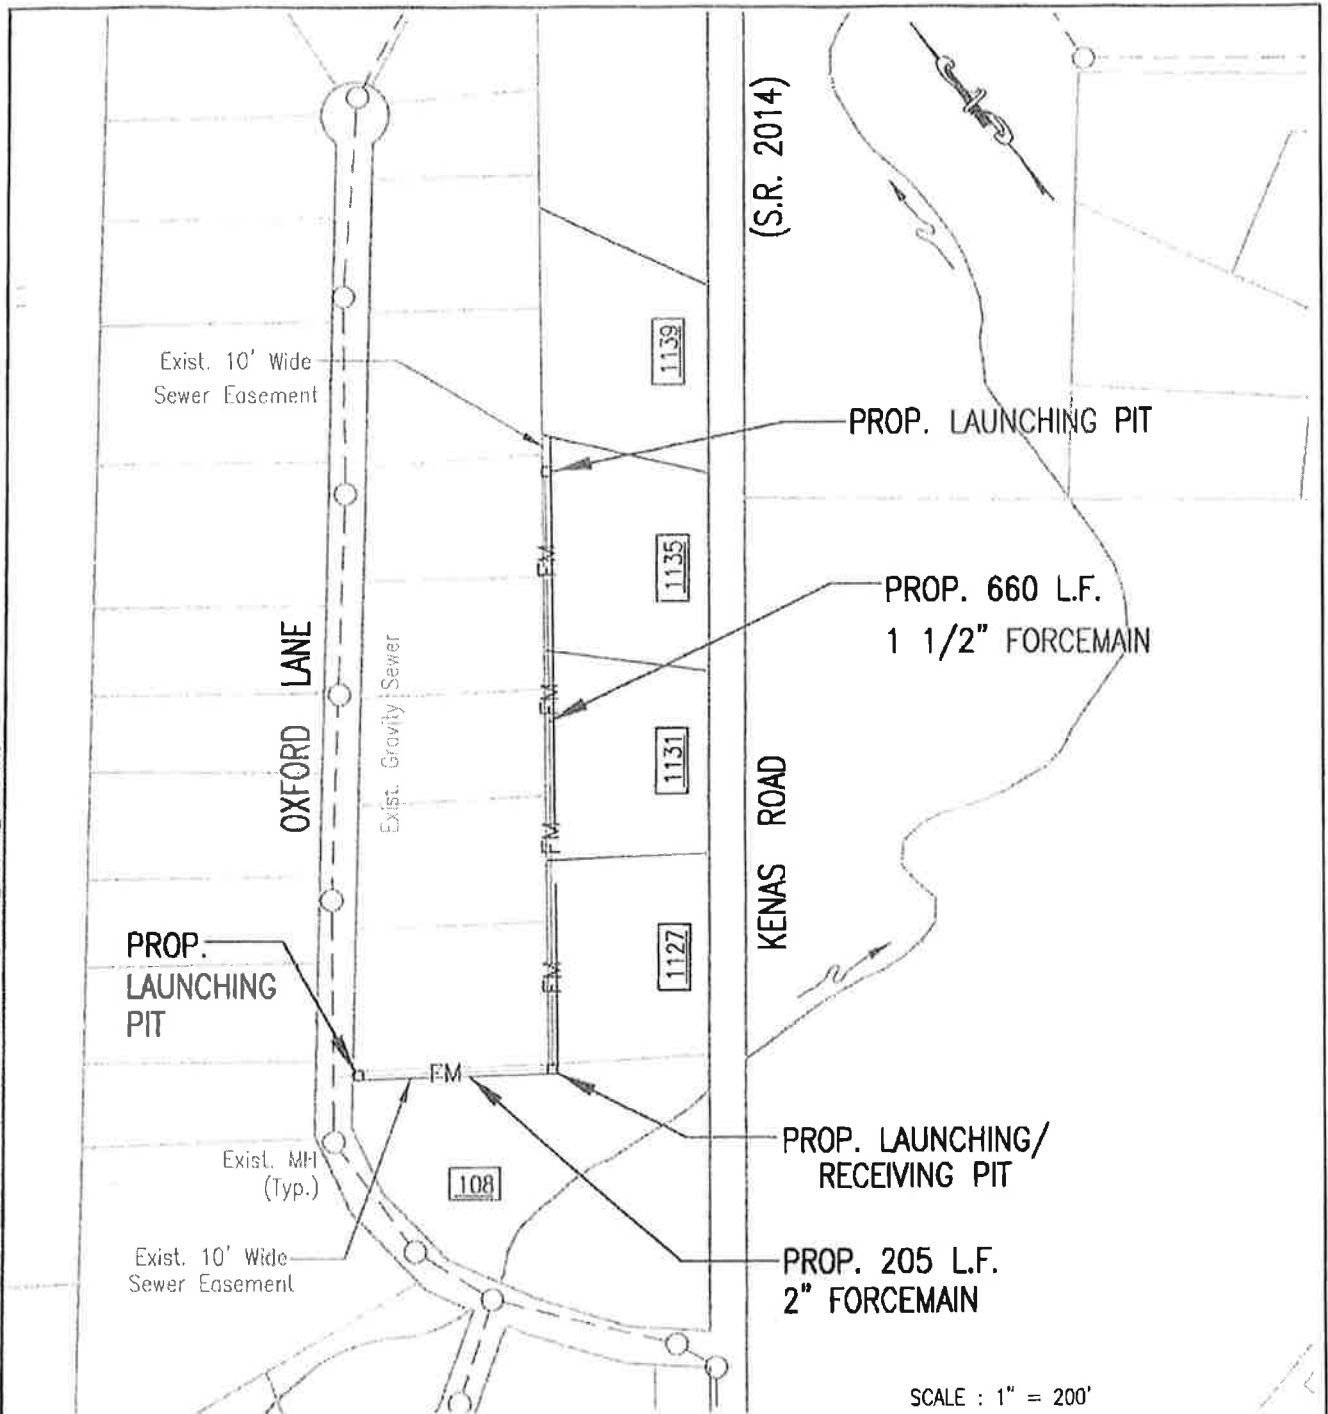 (S.R. 2014)
Exist. 10' Wide
Sewer Easement
1139
PROP. LAUNCHING PIT
FM
1135
PROP. 660 L.F.
1 1/2" FORCEMAIN
OXFORD LANE
Exist. Gravity Sewer
FM
1131
KENAS ROAD
FM
PROP.
LAUNCHING
PIT
1127
FM
FM
PROP. LAUNCHING/
RECEIVING PIT
Exist. MH
(Typ.)
108
Exist. 10' Wide
Sewer Easement
PROP. 205 L.F.
2" FORCEMAIN
SCALE : 1" = 200'